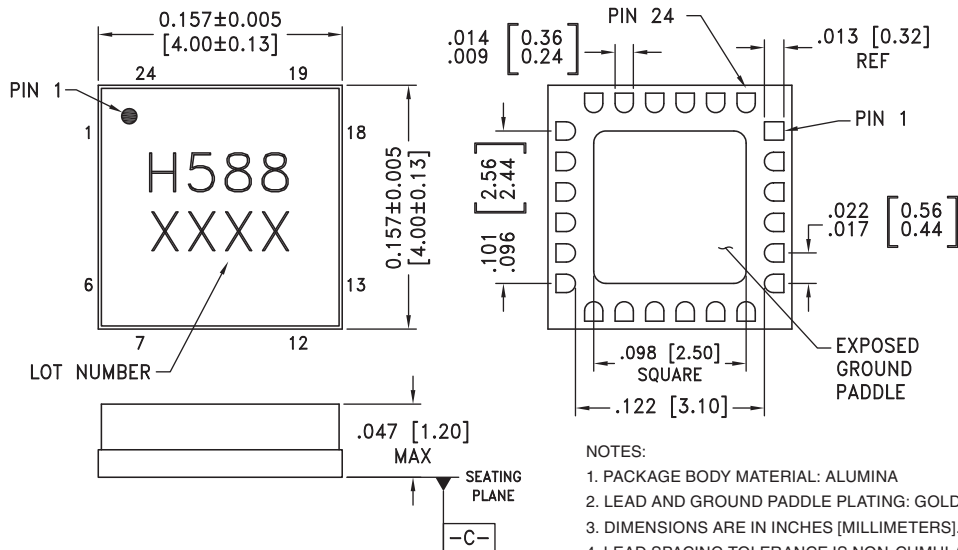 0.157±0.005
[4.00±0.13]
24
19
PIN 1
1
18
H588
XXXX
0.157±0.005
[4.00±0.13]
6
13
7
12
LOT NUMBER
.047 [1.20]
MAX
SEATING
PLANE
-C-
PIN 24
.014 [0.36]
.009 [0.24]
.013 [0.32]
REF
PIN 1
[2.56]
[2.44]
.101
.096
.022 [0.56]
.017 [0.44]
.098 [2.50]
SQUARE
.122 [3.10]
EXPOSED
GROUND
PADDLE
NOTES:
1. PACKAGE BODY MATERIAL: ALUMINA
2. LEAD AND GROUND PADDLE PLATING: GOLD
3. DIMENSIONS ARE IN INCHES [MILLIMETERS].